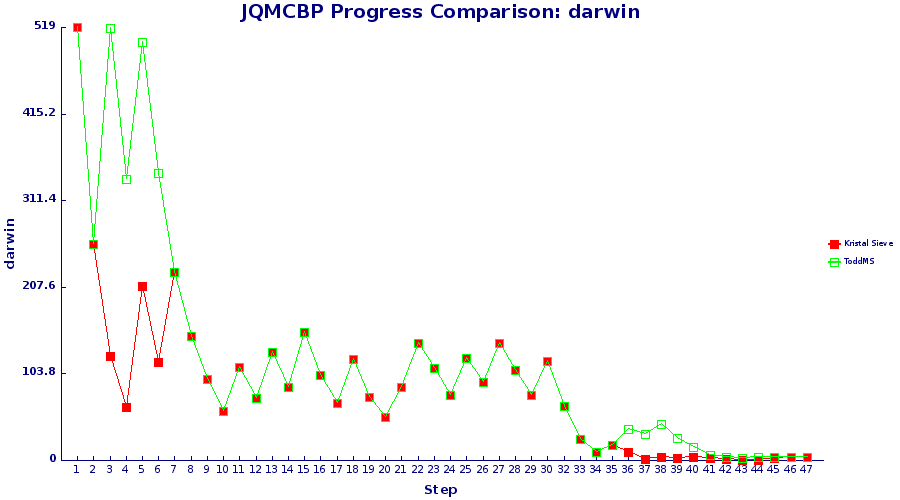 JQMCBP Progress Comparison: darwin
519
415.2
311.4
207.6
103.8
0
darwin
Kristal Sieve
ToddMS
1 2 3 4 5 6 7 8 9 10 11 12 13 14 15 16 17 18 19 20 21 22 23 24 25 26 27 28 29 30 32 33 34 35 36 37 38 39 40 41 42 43 44 45 46 47
Step